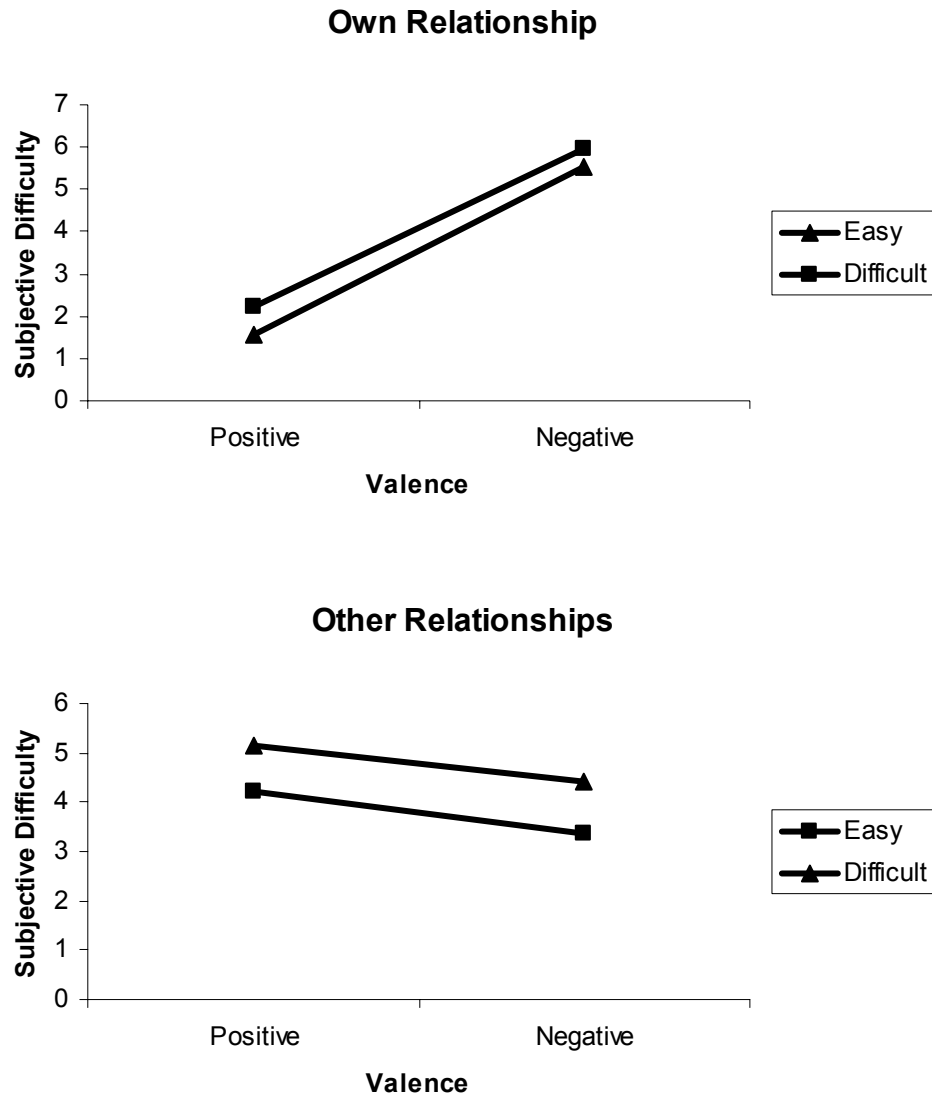 Own Relationship
7
6
5
4
3
2
1
0
Subjective Difficulty
Positive
Negative
Valence
Easy
Difficult
Other Relationships
6
5
4
3
2
1
0
Subjective Difficulty
Positive
Negative
Valence
Easy
Difficult